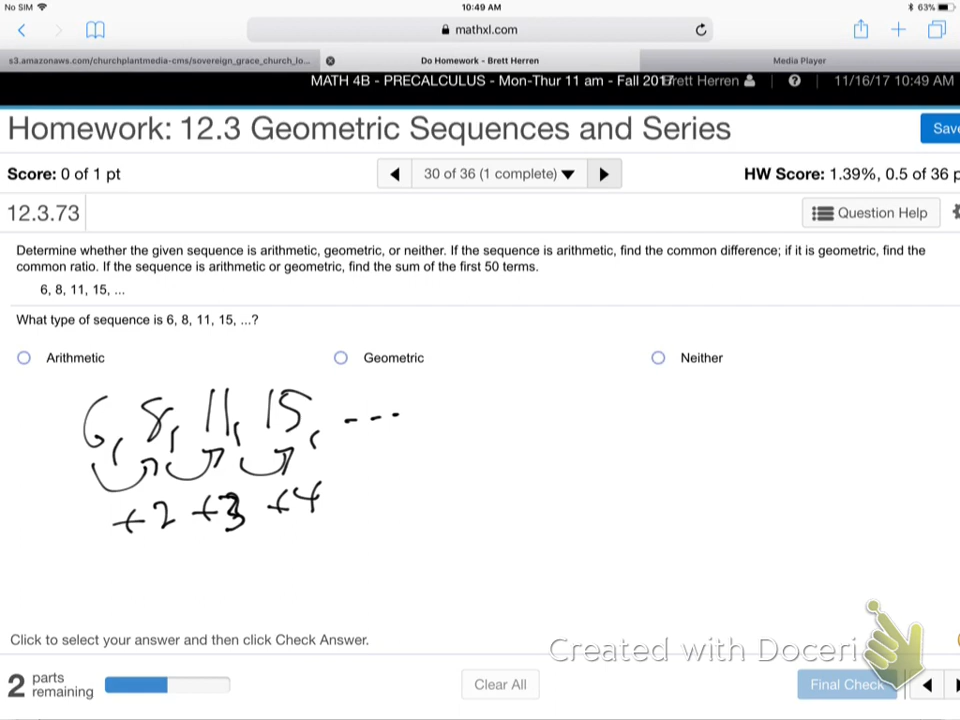 No SIM 10:49 AM 63%
mathxl.com
s3.amazonaws.com/churchplantmedia-cms/sovereign_grace_church_lo... Do Homework - Brett Herren Media Player
MATH 4B - PRECALCULUS - Mon-Thur 11 am - Fall 2017 Brett Herren ? 11/16/17 10:49 AM
Homework: 12.3 Geometric Sequences and Series Save
Score: 0 of 1 pt 30 of 36 (1 complete) HW Score: 1.39%, 0.5 of 36 p
12.3.73 Question Help
Determine whether the given sequence is arithmetic, geometric, or neither. If the sequence is arithmetic, find the common difference; if it is geometric, find the
common ratio. If the sequence is arithmetic or geometric, find the sum of the first 50 terms.
6, 8, 11, 15, ...
What type of sequence is 6, 8, 11, 15, ...?
Arithmetic Geometric Neither
6, 8, 11, 15, ...
+2 +3 +4
Click to select your answer and then click Check Answer.
Created with Doceri
2 parts remaining Clear All Final Check